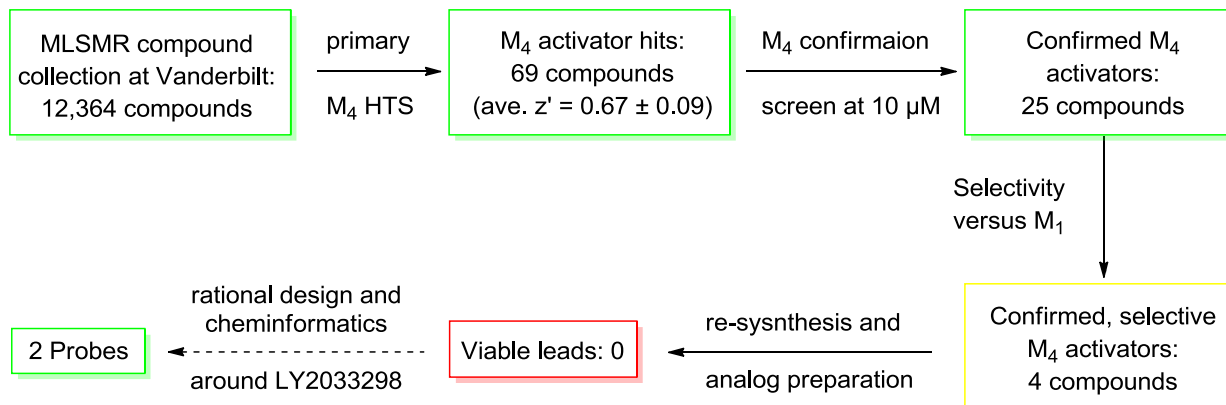 MLSMR compound
collection at Vanderbilt:
12,364 compounds
primary
M₄ HTS
M₄ activator hits:
69 compounds
(ave. z' = 0.67 ± 0.09)
M₄ confirmaion
screen at 10 µM
Confirmed M₄
activators:
25 compounds
Selectivity
versus M₁
Confirmed, selective
M₄ activators:
4 compounds
re-sysnthesis and
analog preparation
Viable leads: 0
rational design and
cheminformatics
around LY2033298
2 Probes